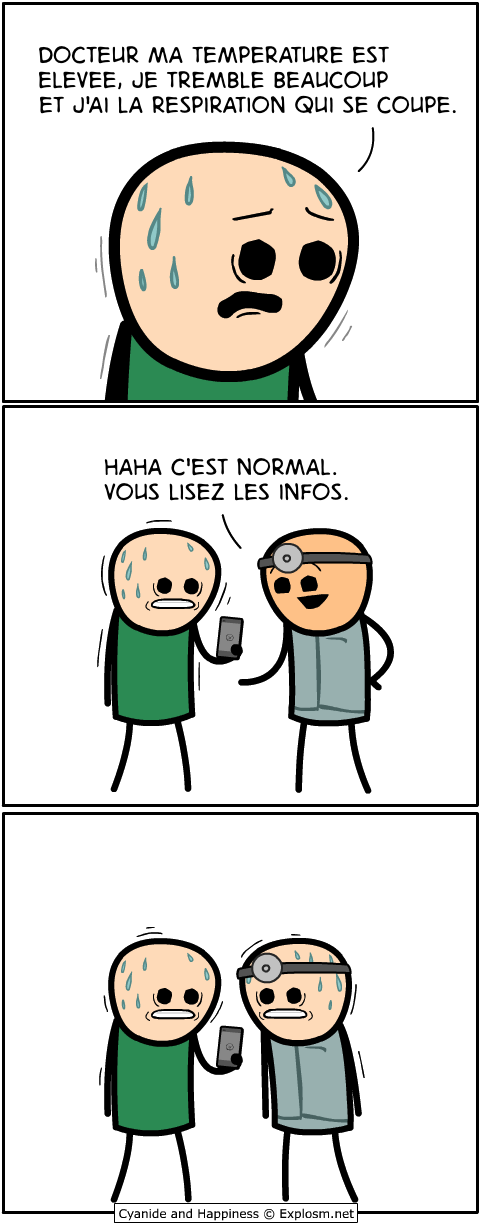 DOCTEUR MA TEMPERATURE EST
ELEVEE, JE TREMBLE BEAUCOUP
ET J'AI LA RESPIRATION QUI SE COUPE.
HAHA C'EST NORMAL.
VOUS LISEZ LES INFOS.
Cyanide and Happiness © Explosm.net